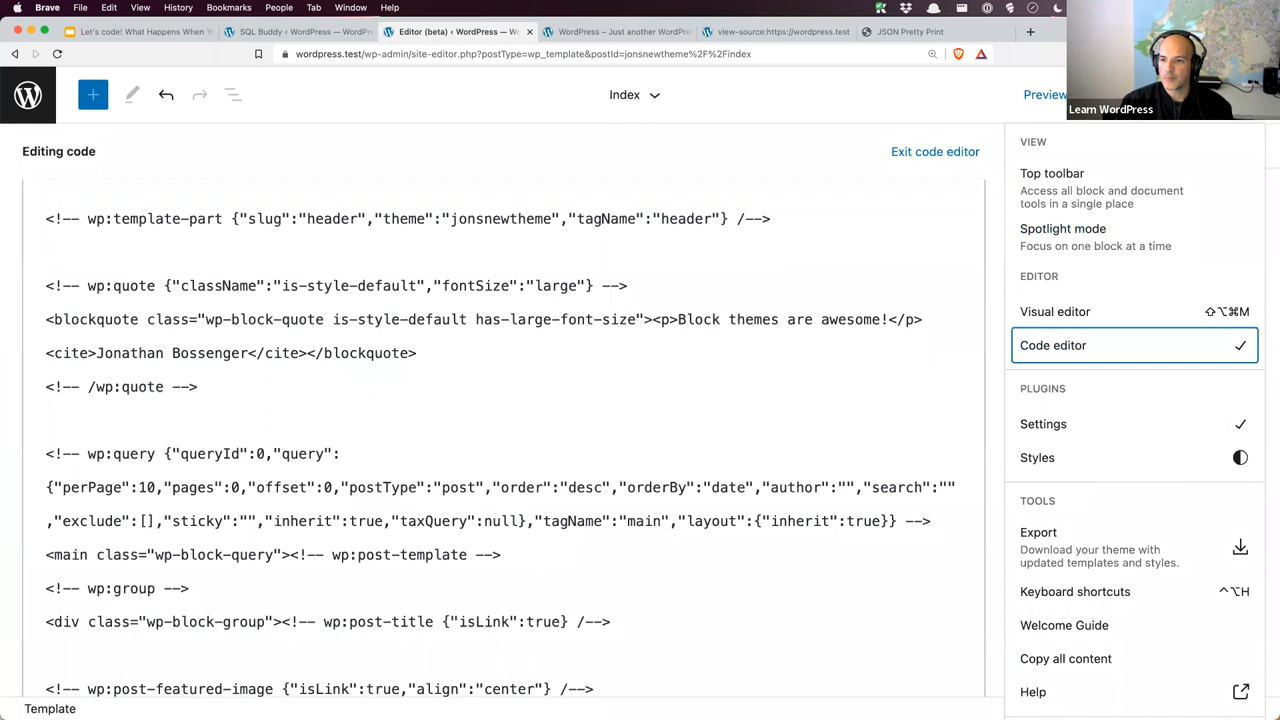 File Edit View History Bookmarks People Tab Window Help
Let's code! What Happens When Y
SQL Buddy ‹ WordPress — WordPr
Editor (beta) ‹ WordPress — Wo
WordPress – Just another WordPress
view-source:https://wordpress.test
JSON Pretty Print
wordpress.test/wp-admin/site-editor.php?postType=wp_template&postId=jonsnewtheme%2F%2Findex
Index
Preview
Learn WordPress
Editing code
Exit code editor
<!-- wp:template-part {"slug":"header","theme":"jonsnewtheme","tagName":"header"} /-->
<!-- wp:quote {"className":"is-style-default","fontSize":"large"} -->
<blockquote class="wp-block-quote is-style-default has-large-font-size"><p>Block themes are awesome!</p>
<cite>Jonathan Bossenger</cite></blockquote>
<!-- /wp:quote -->
<!-- wp:query {"queryId":0,"query":
{"perPage":10,"pages":0,"offset":0,"postType":"post","order":"desc","orderBy":"date","author":"","search":""
,"exclude":[],"sticky":"","inherit":true,"taxQuery":null},"tagName":"main","layout":{"inherit":true}} -->
<main class="wp-block-query"><!-- wp:post-template -->
<!-- wp:group -->
<div class="wp-block-group"><!-- wp:post-title {"isLink":true} /-->
<!-- wp:post-featured-image {"isLink":true,"align":"center"} /-->
Template
VIEW
Top toolbar
Access all block and document
tools in a single place
Spotlight mode
Focus on one block at a time
EDITOR
Visual editor ⇧⌥⌘M
Code editor
PLUGINS
Settings
Styles
TOOLS
Export
Download your theme with
updated templates and styles.
Keyboard shortcuts ⌃⌥H
Welcome Guide
Copy all content
Help